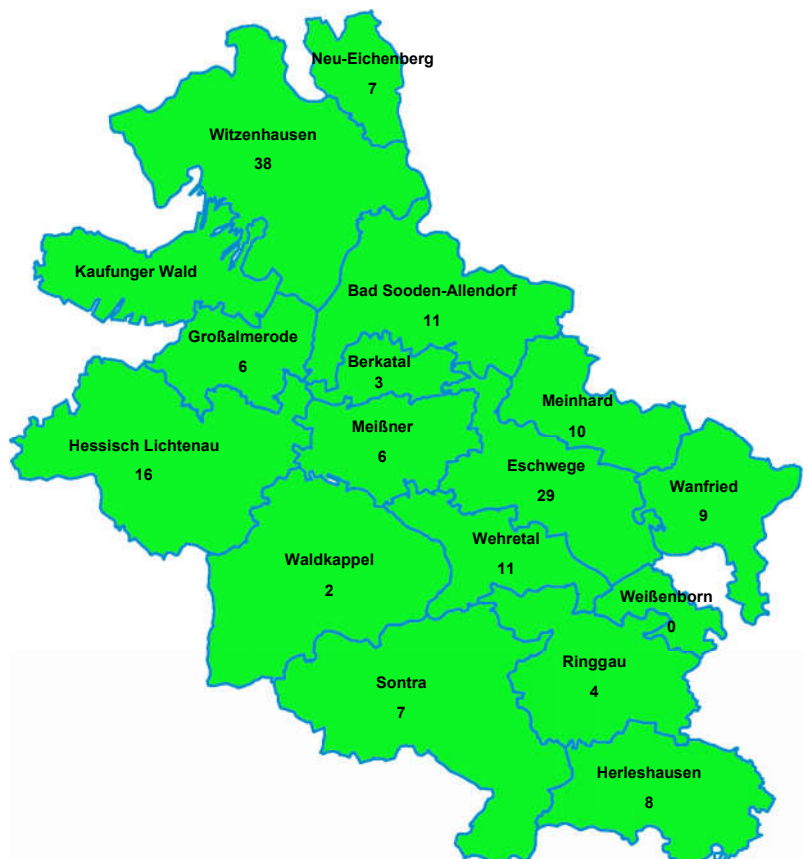 Neu-Eichenberg
7
Witzenhausen
38
Kaufunger Wald
Bad Sooden-Allendorf
11
Großalmerode
6
Berkatal
3
Meinhard
10
Meißner
6
Hessisch Lichtenau
16
Eschwege
29
Wanfried
9
Wehretal
11
Waldkappel
2
Weißenborn
0
Ringgau
4
Sontra
7
Herleshausen
8